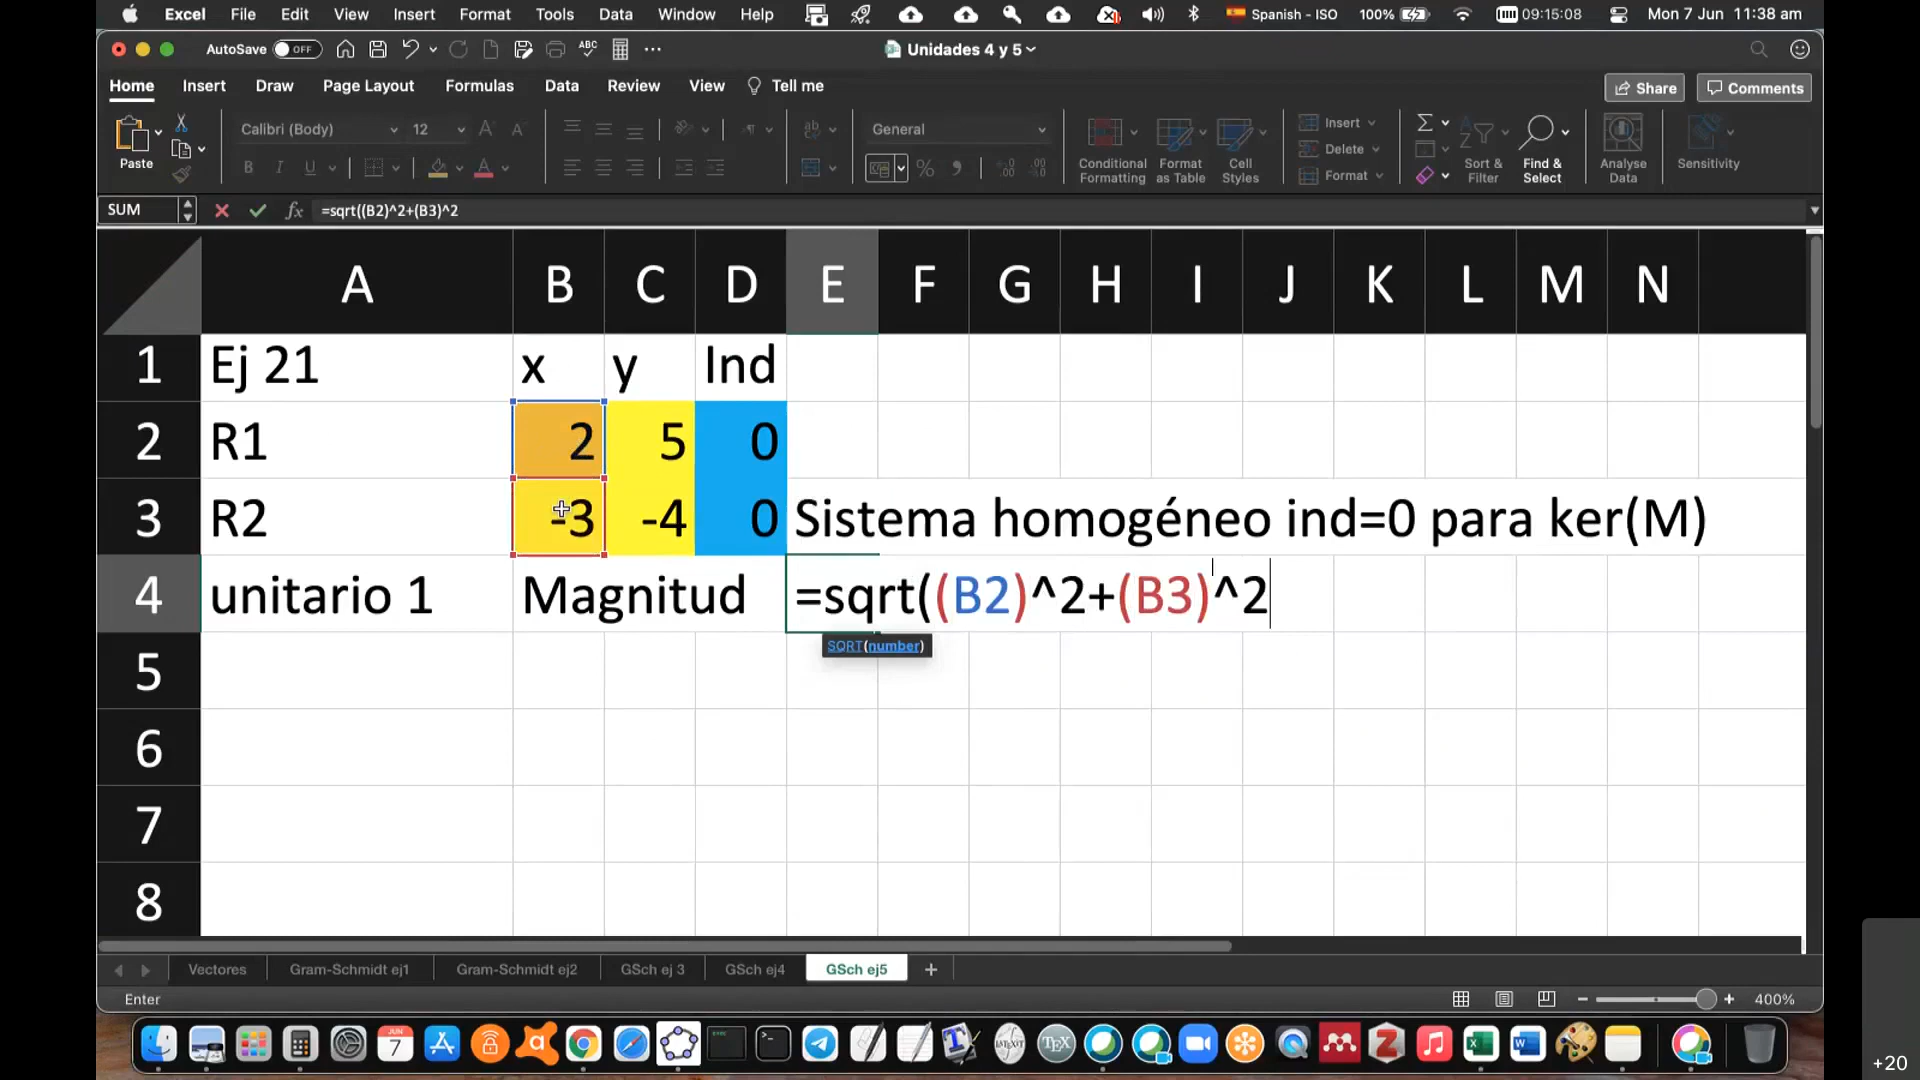 Excel File Edit View Insert Format Tools Data Window Help Spanish - ISO 100% 09:15:08 Mon 7 Jun 11:38 am
AutoSave OFF ABC Unidades 4 y 5
Home Insert Draw Page Layout Formulas Data Review View Tell me Share Comments
Paste Calibri (Body) 12 General Conditional Formatting Format as Table Cell Styles Insert Delete Format Sort & Filter Find & Select Analyse Data Sensitivity
SUM fx =sqrt((B2)^2+(B3)^2
A B C D E F G H I J K L M N
1 Ej 21 x y Ind
2 R1 2 5 0
3 R2 -3 -4 0 Sistema homogéneo ind=0 para ker(M)
4 unitario 1 Magnitud =sqrt((B2)^2+(B3)^2
SQRT(number)
5
6
7
8
Vectores Gram-Schmidt ej1 Gram-Schmidt ej2 GSch ej 3 GSch ej4 GSch ej5
Enter 400%
JUN 7
+20